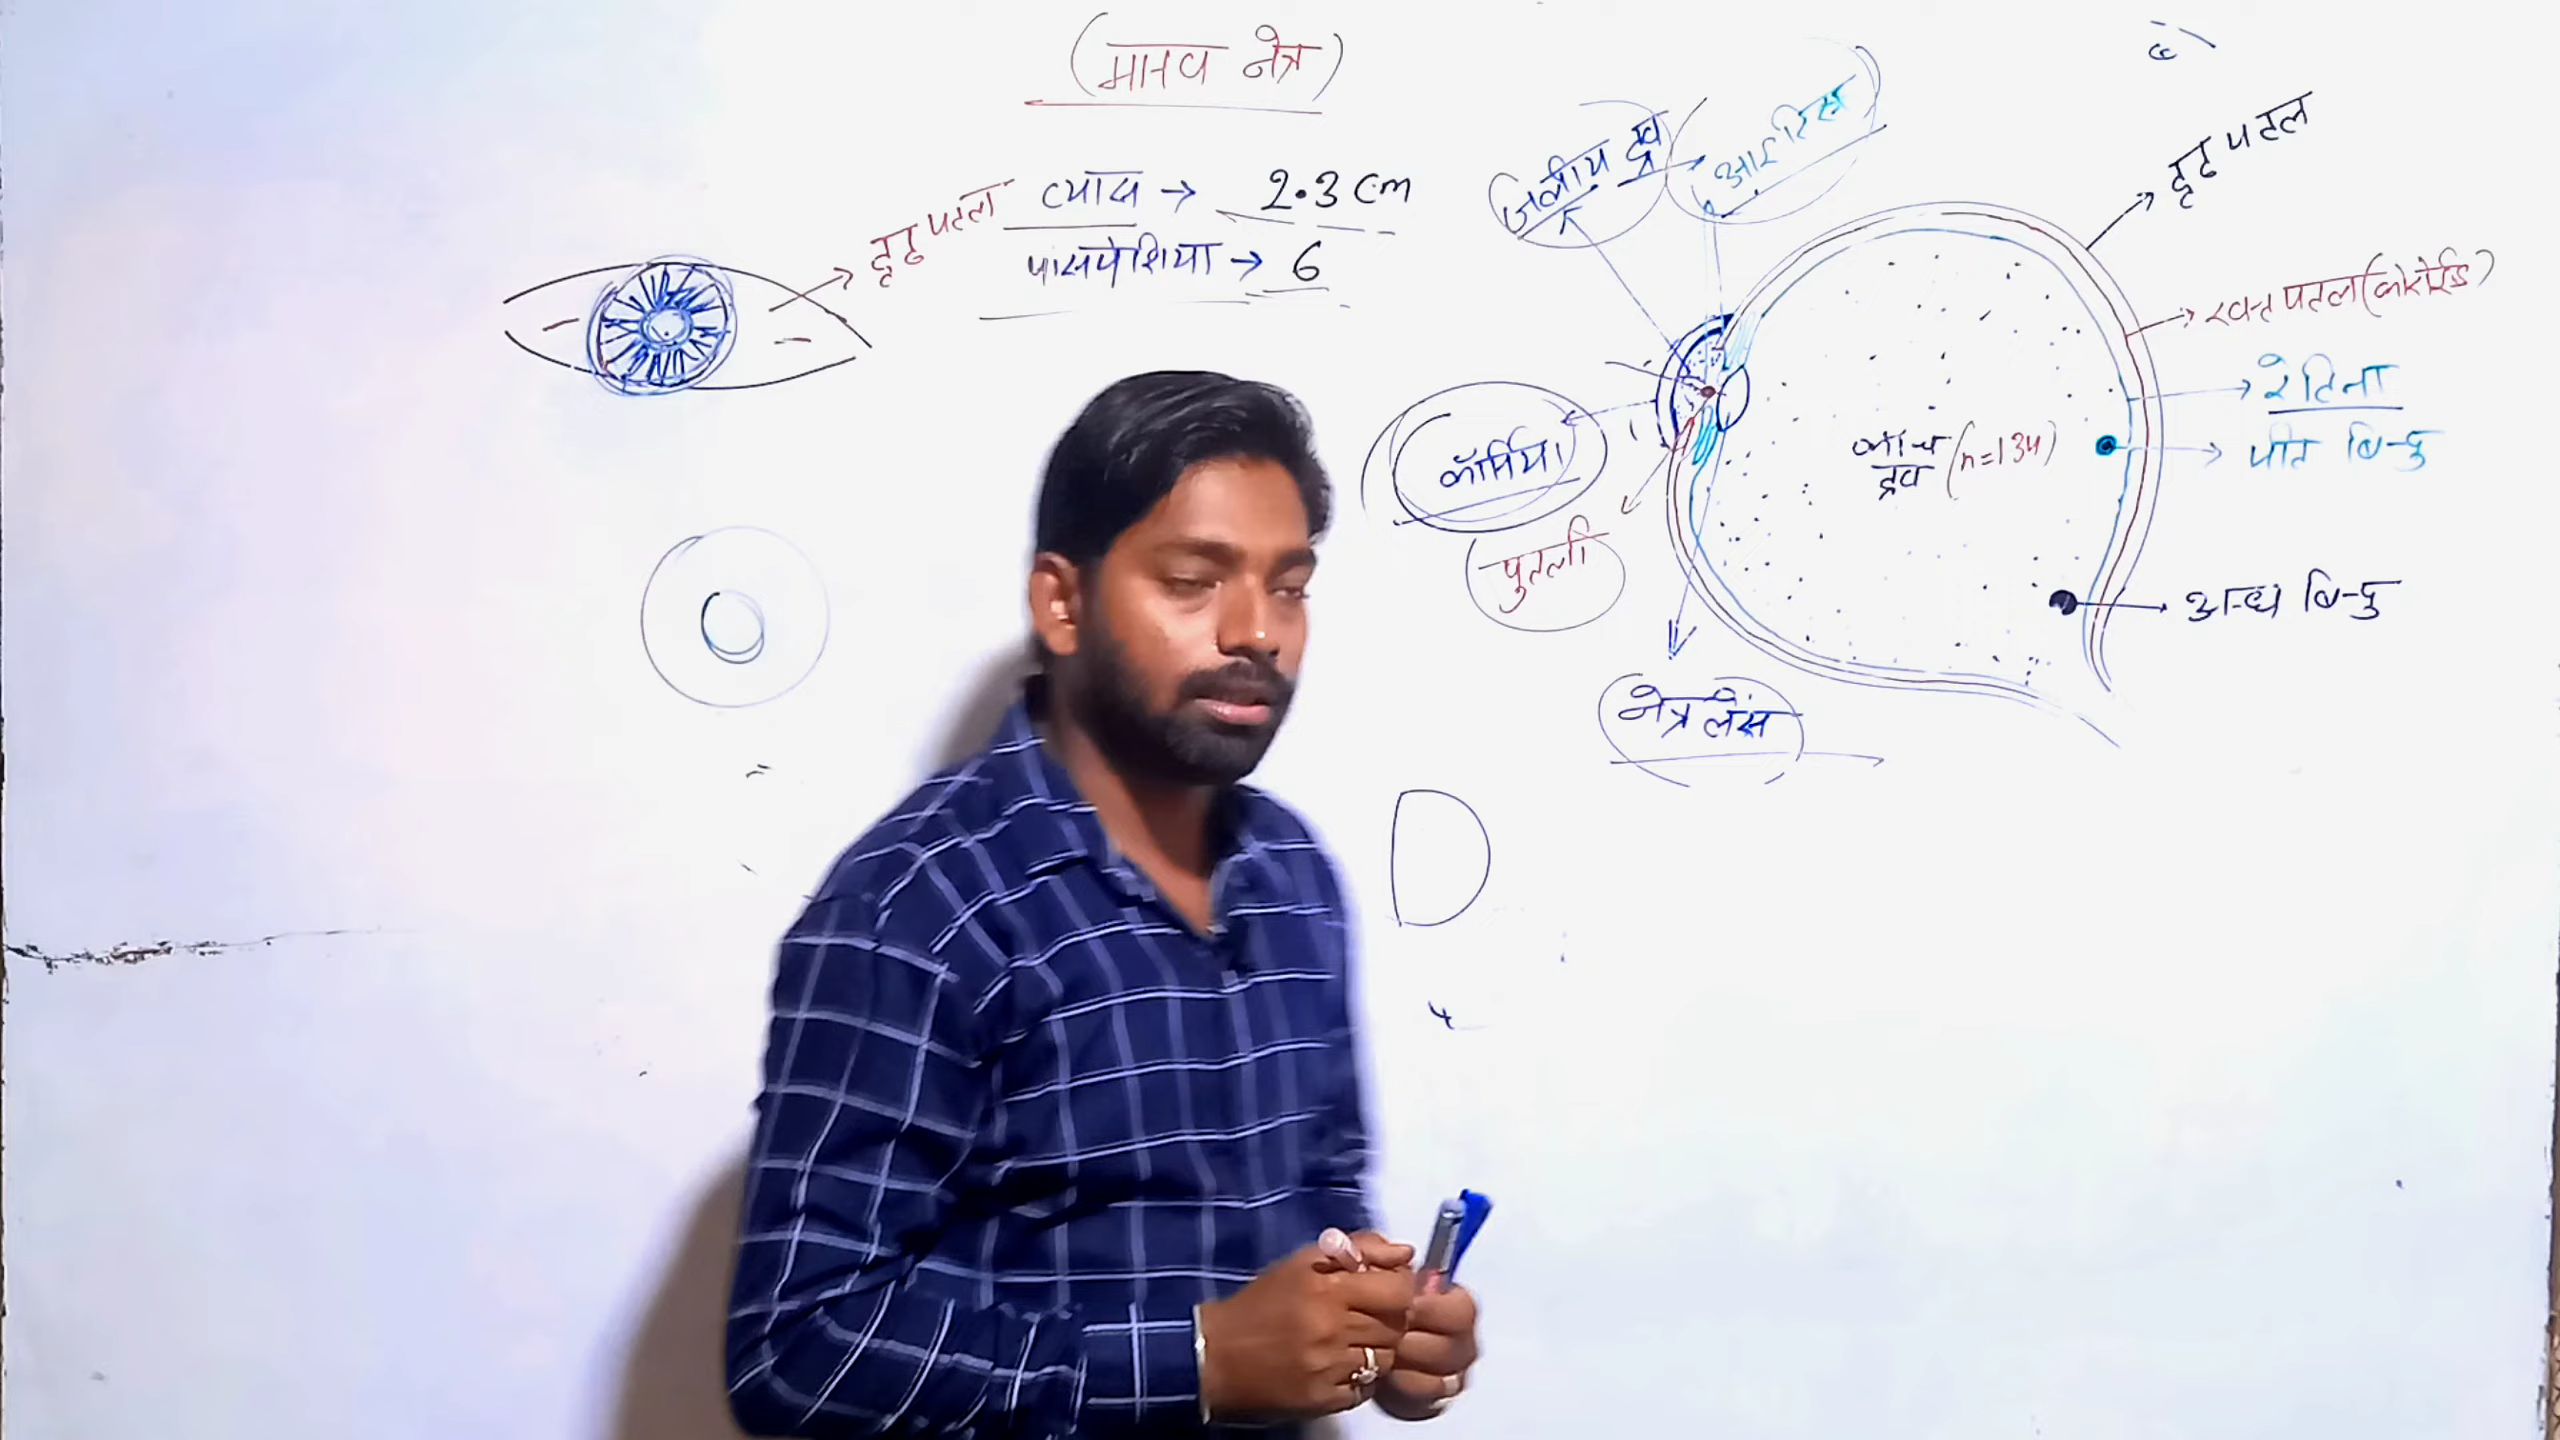 (मानव नेत्र)
व्यास → 2.3 cm
मांसपेशिया → 6
दृढ़ पटल
जलीय द्रव
आइरिस
दृढ़ पटल
रक्त पटल (कोरोइड)
रेटिना
पीत बिन्दु
काच द्रव (n=1.34)
अन्ध बिन्दु
कॉर्निया
पुतली
नेत्र लेंस